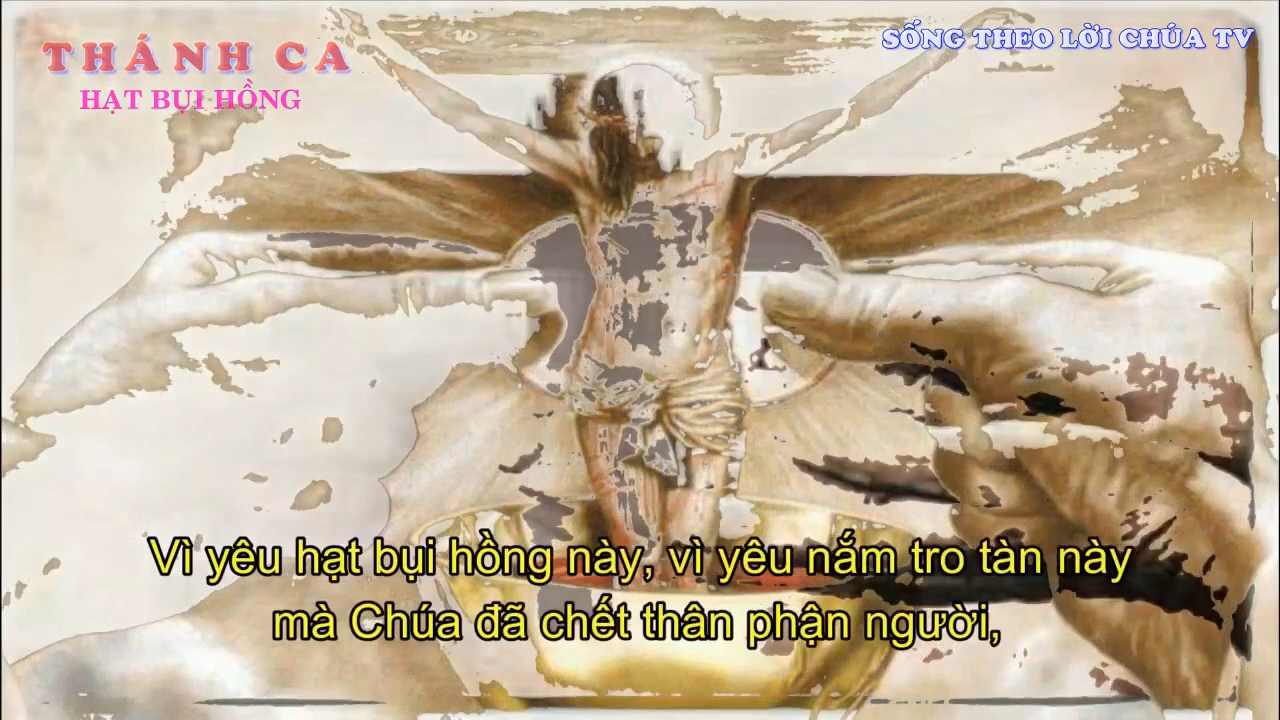 THÁNH CA
HẠT BỤI HỒNG
SỐNG THEO LỜI CHÚA TV
Vì yêu hạt bụi hồng này, vì yêu nắm tro tàn này
mà Chúa đã chết thân phận người,